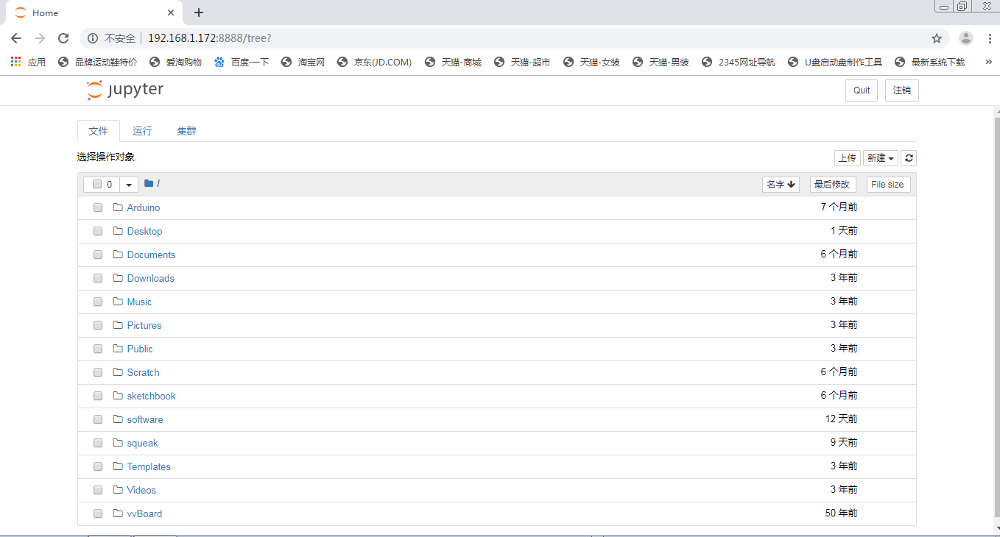 Home
不安全 192.168.1.172:8888/tree?
应用 品牌运动鞋特价 爱淘购物 百度一下 淘宝网 京东(JD.COM) 天猫-商城 天猫-超市 天猫-女装 天猫-男装 2345网址导航 U盘启动盘制作工具 最新系统下载 »
jupyter Quit 注销
文件 运行 集群
选择操作对象. 上传 新建
0 / 名字 最后修改 File size
Arduino 7 个月前
Desktop 1 天前
Documents 6 个月前
Downloads 3 年前
Music 3 年前
Pictures 3 年前
Public 3 年前
Scratch 6 个月前
sketchbook 6 个月前
software 12 天前
squeak 9 天前
Templates 3 年前
Videos 3 年前
vvBoard 50 年前